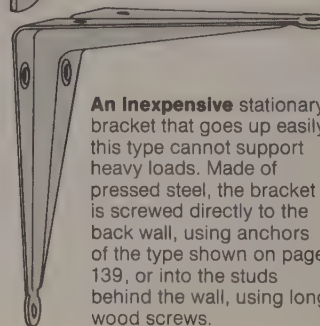 An Inexpensive stationary
bracket that goes up easily
this type cannot support
heavy loads. Made of
pressed steel, the bracket
is screwed directly to the
back wall, using anchors
of the type shown on page
139, or into the studs
behind the wall, using long
wood screws.